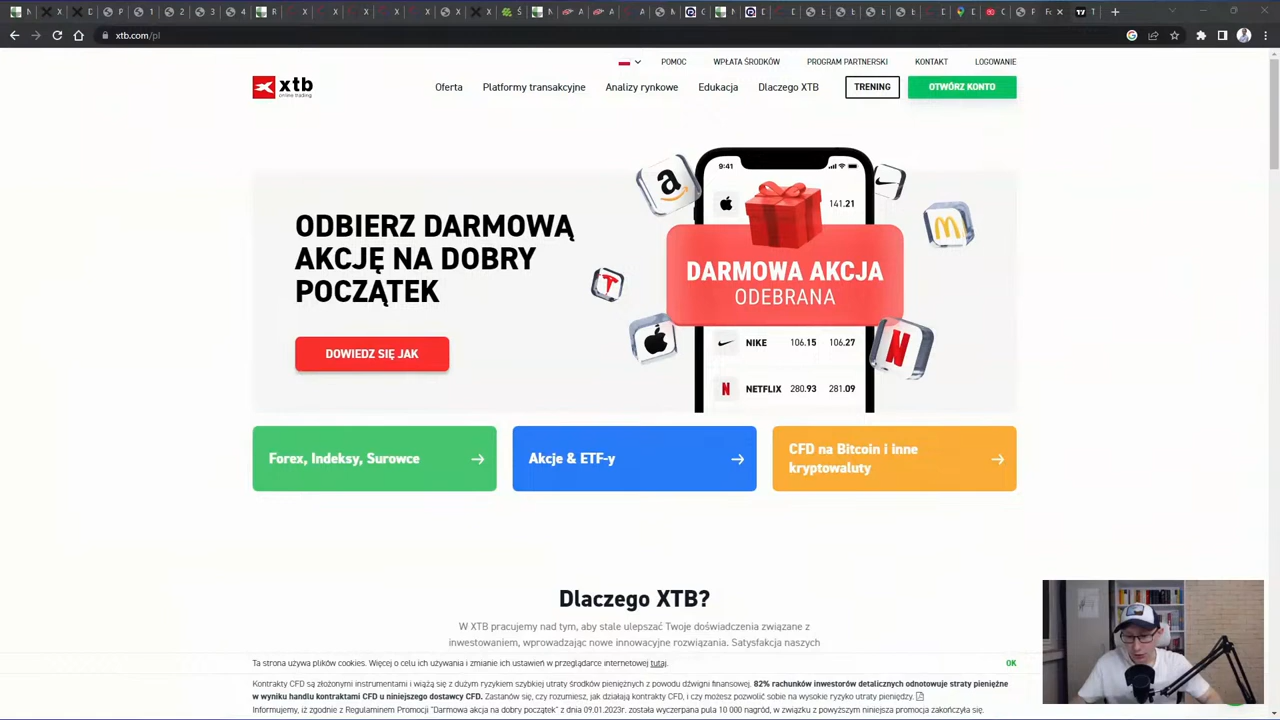 xtb.com/pl
POMOC
WPŁATA ŚRODKÓW
PROGRAM PARTNERSKI
KONTAKT
LOGOWANIE
xtb
online trading
Oferta
Platformy transakcyjne
Analizy rynkowe
Edukacja
Dlaczego XTB
TRENING
OTWÓRZ KONTO
ODBIERZ DARMOWĄ
AKCJĘ NA DOBRY
POCZĄTEK
DOWIEDZ SIĘ JAK
9:41
141.21
DARMOWA AKCJA
ODEBRANA
NIKE 106.15 106.27
NETFLIX 280.93 281.09
Forex, Indeksy, Surowce
Akcje & ETF-y
CFD na Bitcoin i inne
kryptowaluty
Dlaczego XTB?
W XTB pracujemy nad tym, aby stale ulepszać Twoje doświadczenia związane z
inwestowaniem, wprowadzając nowe innowacyjne rozwiązania. Satysfakcja naszych
Ta strona używa plików cookies. Więcej o celu ich używania i zmianie ich ustawień w przeglądarce internetowej tutaj.
OK
Kontrakty CFD są złożonymi instrumentami i wiążą się z dużym ryzykiem szybkiej utraty środków pieniężnych z powodu dźwigni finansowej. 82% rachunków inwestorów detalicznych odnotowuje straty pieniężne
w wyniku handlu kontraktami CFD u niniejszego dostawcy CFD. Zastanów się, czy rozumiesz, jak działają kontrakty CFD, i czy możesz pozwolić sobie na wysokie ryzyko utraty pieniędzy.
Informujemy, iż zgodnie z Regulaminem Promocji "Darmowa akcja na dobry początek" z dnia 09.01.2023r. została wyczerpana pula 10 000 nagród, w związku z powyższym niniejsza promocja zakończyła się.